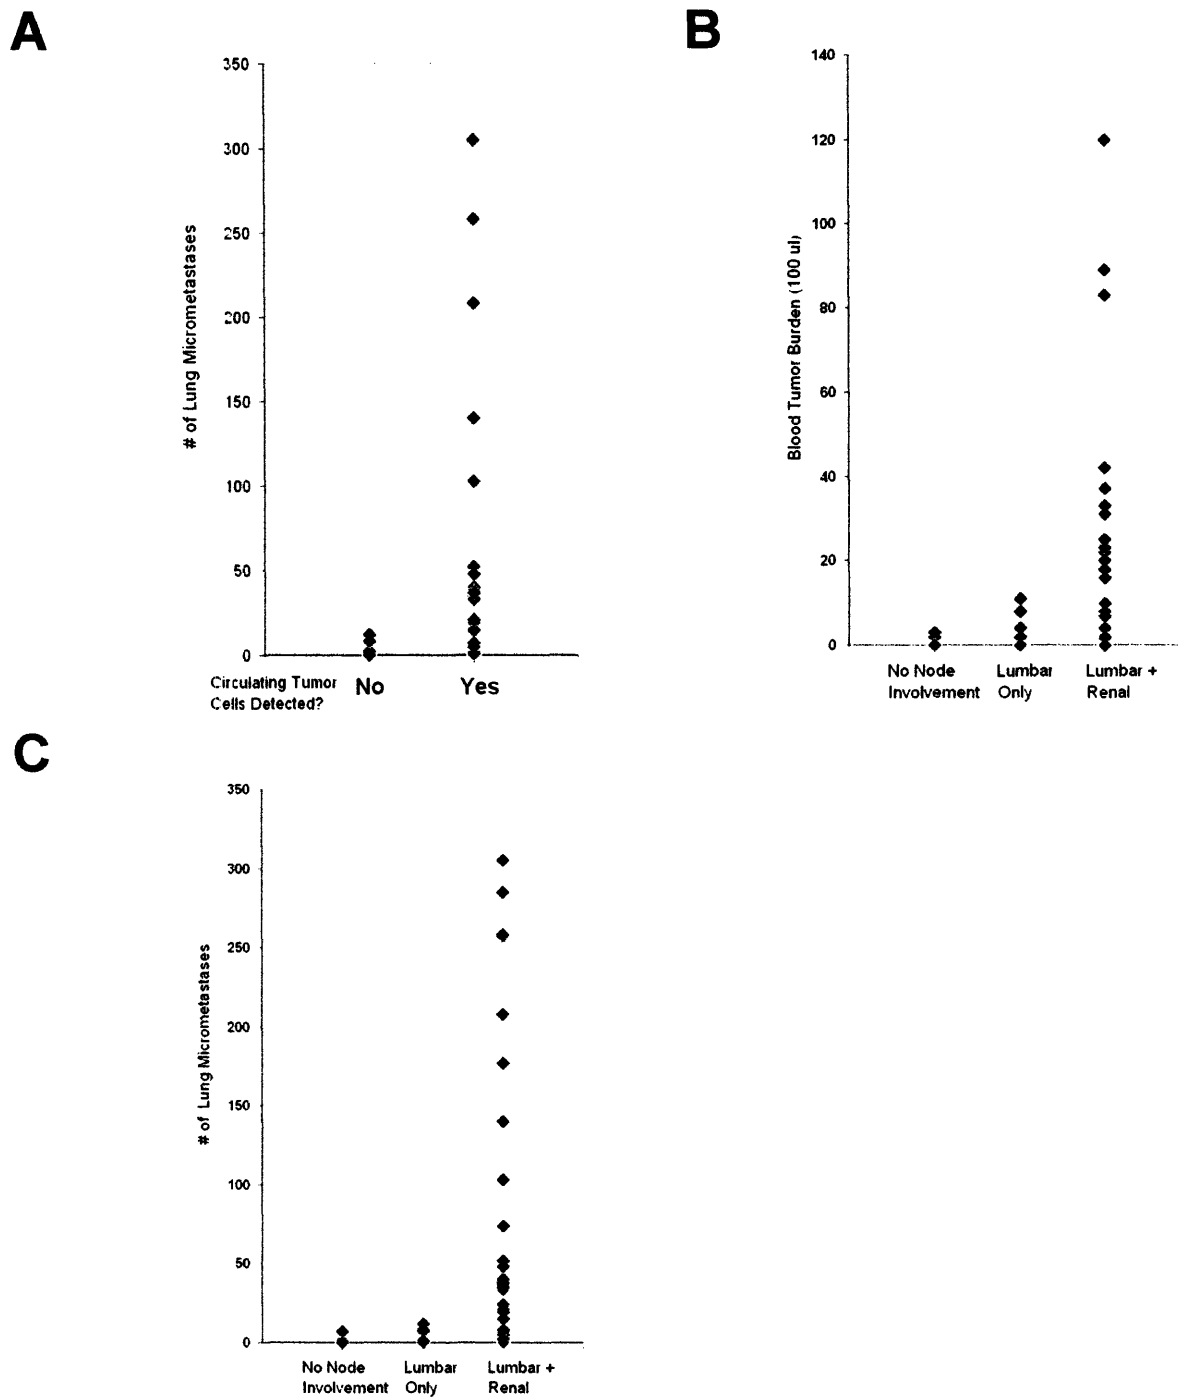 A
350
300
250
200
150
100
50
0
# of Lung Micrometastases
Circulating Tumor
Cells Detected?
No
Yes
B
140
120
100
80
60
40
20
0
Blood Tumor Burden (100 ul)
No Node
Involvement
Lumbar
Only
Lumbar +
Renal
C
350
300
250
200
150
100
50
0
# of Lung Micrometastases
No Node
Involvement
Lumbar
Only
Lumbar +
Renal